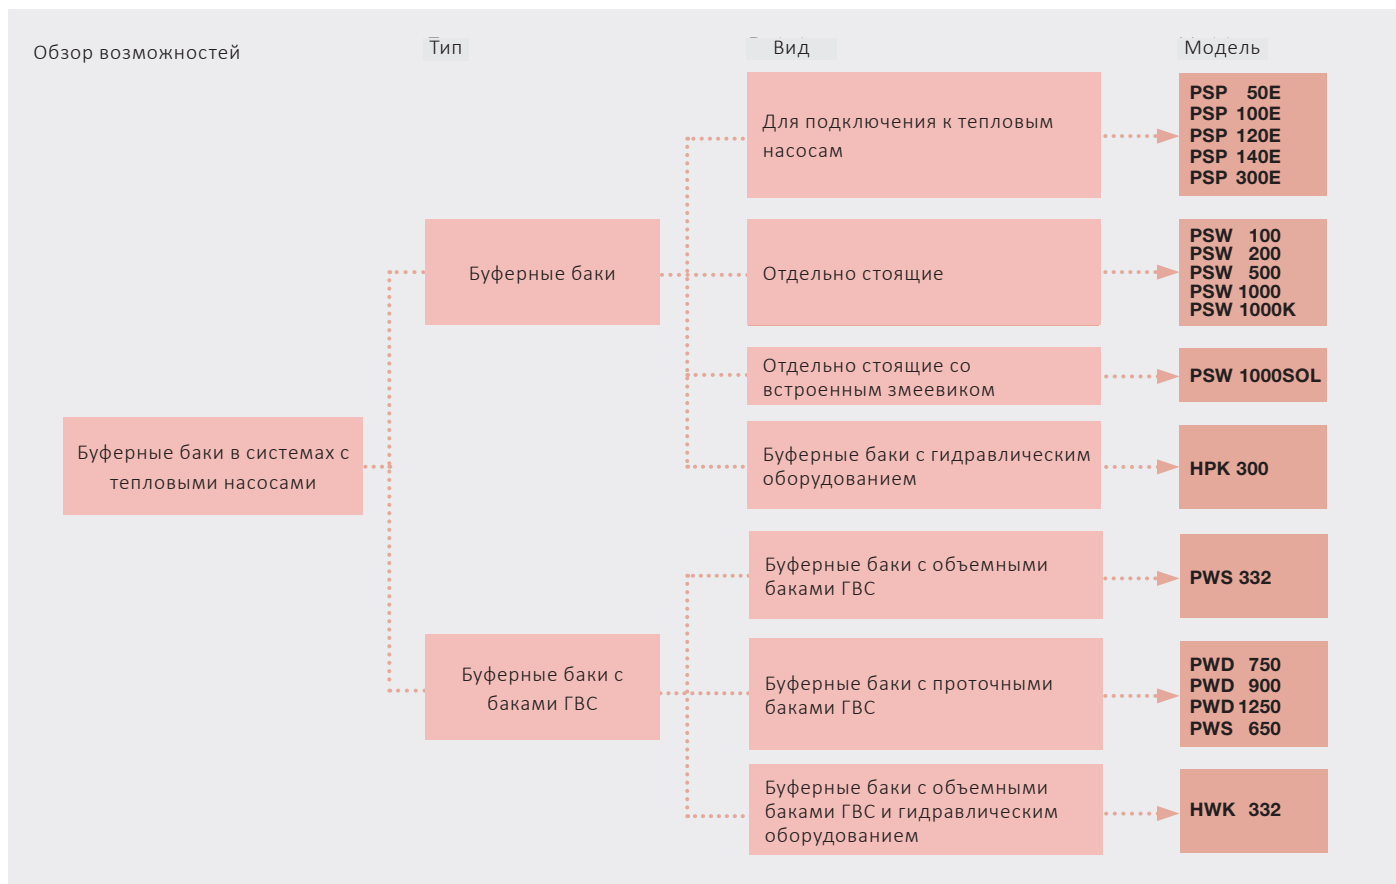 Обзор возможностей
Тип
Вид
Модель
Для подключения к тепловым
насосам
PSP 50E
PSP 100E
PSP 120E
PSP 140E
PSP 300E
Буферные баки
Отдельно стоящие
PSW 100
PSW 200
PSW 500
PSW 1000
PSW 1000K
Отдельно стоящие со
встроенным змеевиком
PSW 1000SOL
Буферные баки в системах с
тепловыми насосами
Буферные баки с гидравлическим
оборудованием
HPK 300
Буферные баки с объемными
баками ГВС
PWS 332
Буферные баки с
баками ГВС
Буферные баки с проточными
баками ГВС
PWD 750
PWD 900
PWD 1250
PWS 650
Буферные баки с объемными
баками ГВС и гидравлическим
оборудованием
HWK 332